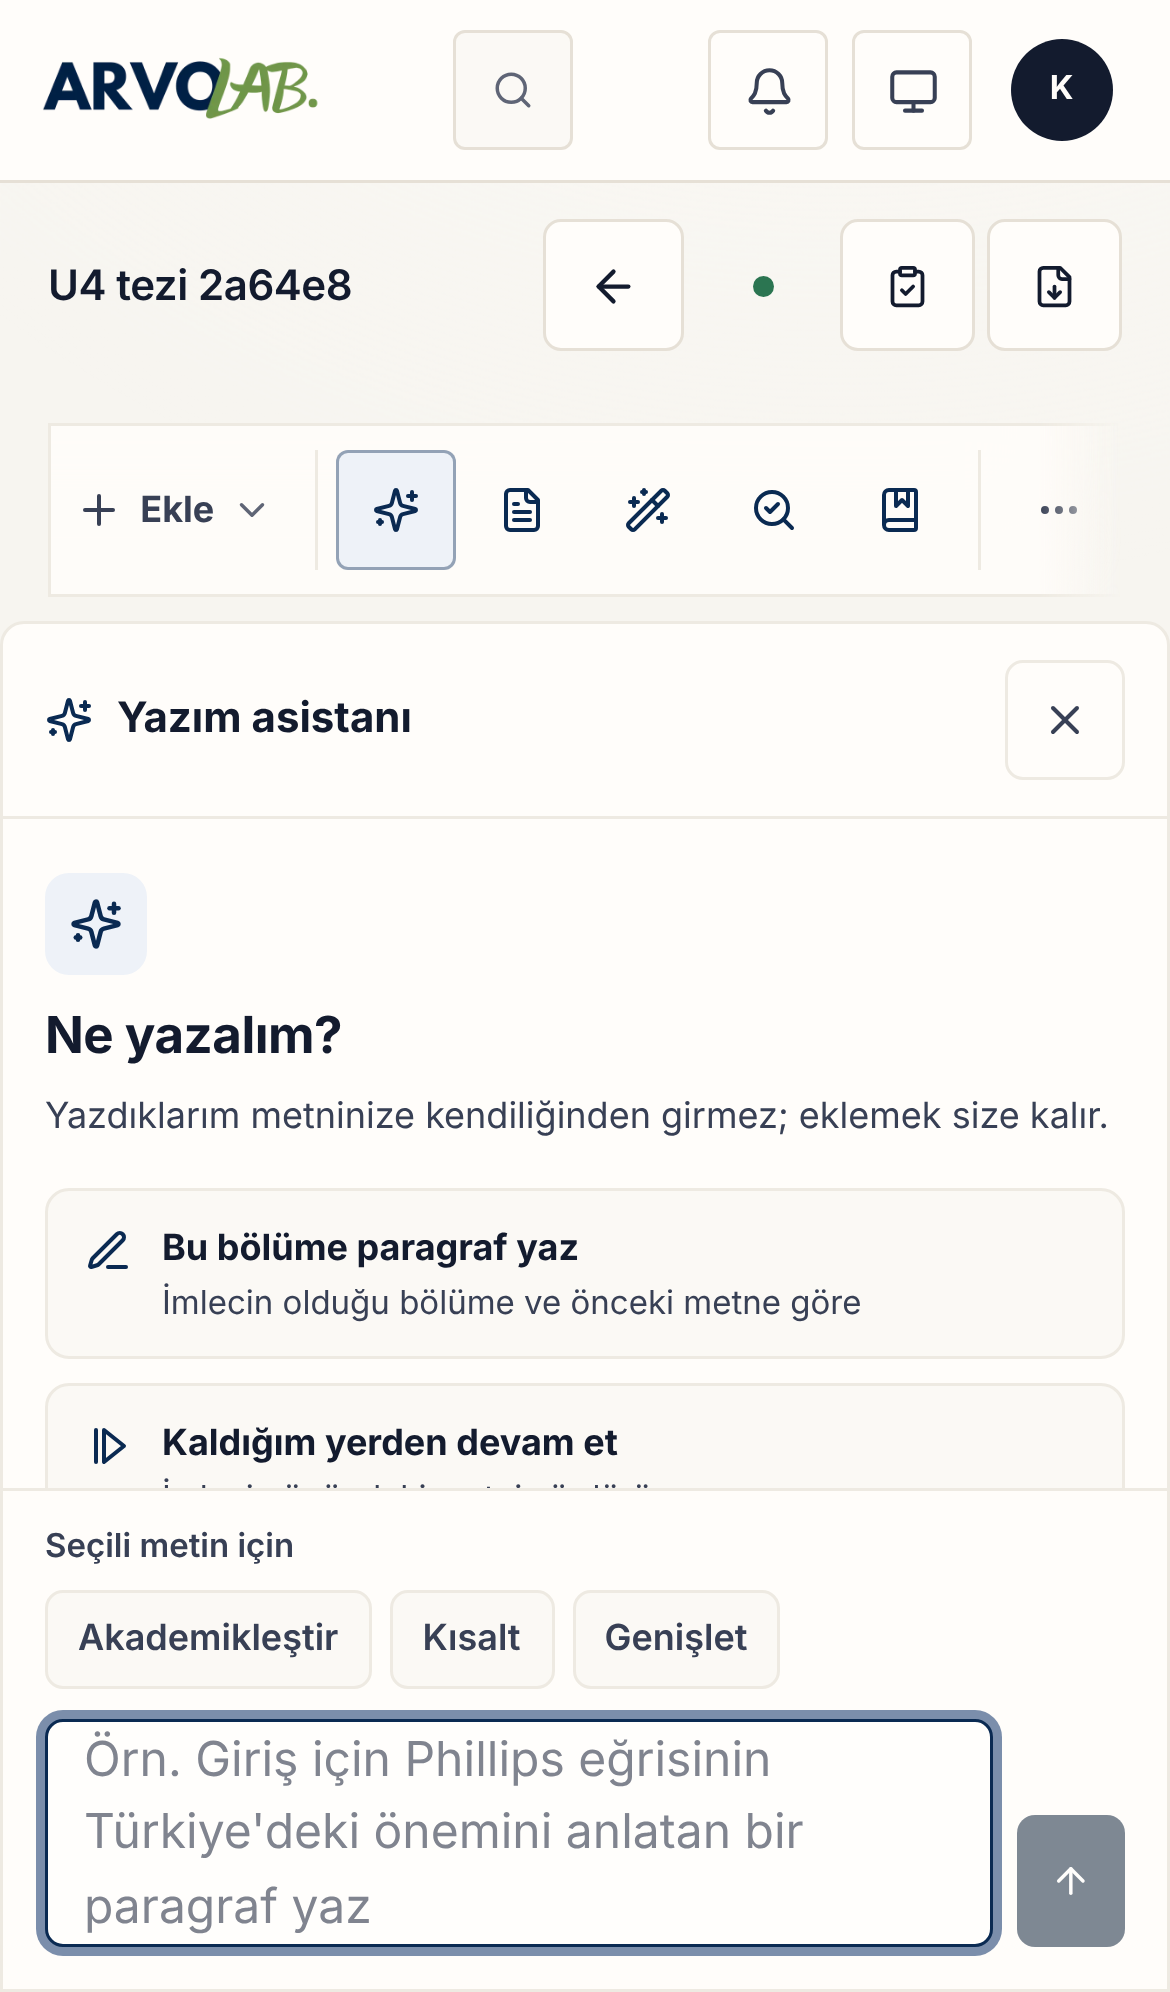 ARVOLAB.
K
U4 tezi 2a64e8
Ekle
Yazım asistanı
Ne yazalım?
Yazdıklarım metninize kendiliğinden girmez; eklemek size kalır.
Bu bölüme paragraf yaz
İmlecin olduğu bölüme ve önceki metne göre
Kaldığım yerden devam et
Seçili metin için
Akademikleştir
Kısalt
Genişlet
Örn. Giriş için Phillips eğrisinin
Türkiye'deki önemini anlatan bir
paragraf yaz